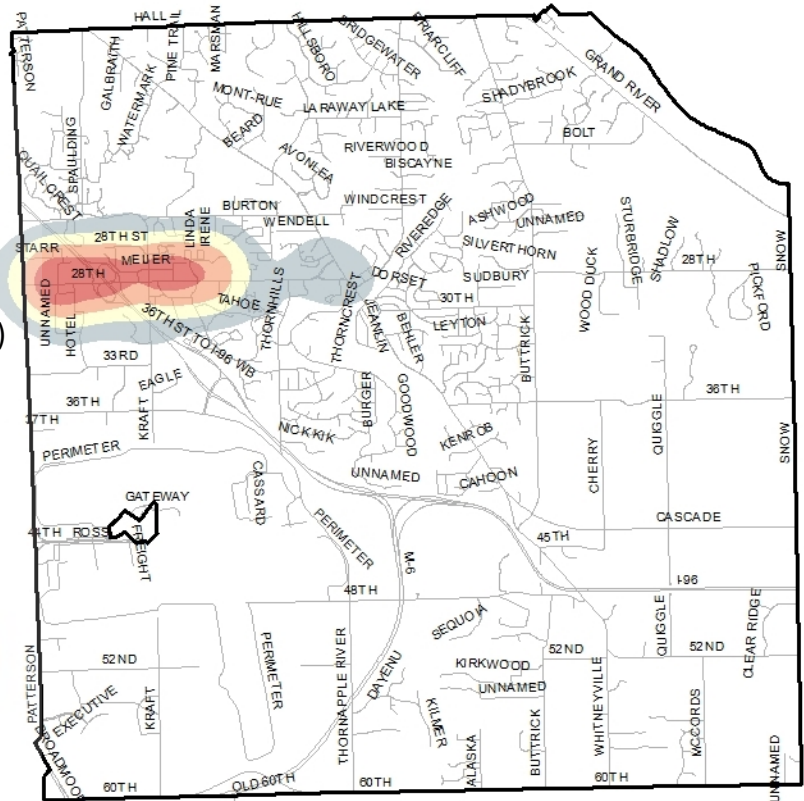 HALL
PATTERSON
GALBRAITH
PINE TRAIL
MARSMAN
HILLSBORO
BRIDGEWATER
BRIARCLIFF
GRAND RIVER
WATERMARK
MONT-RUE
LARAWAY LAKE
SHADYBROOK
SPAULDING
BEARD
BOLT
AVONLEA
RIVERWOOD
BISCAYNE
QUAIL CREST
BURTON
WINDCREST
LINDA
IRENE
WENDELL
RIVEREDGE
ASHWOOD
UNNAMED
STURBRIDGE
SHADLOW
SNOW
28TH ST
STARR
MEIJER
SILVERTHORN
28TH
28TH
DORSET
SUDBURY
WOOD DUCK
PICKFORD
UNNAMED
TAHOE
THORNHILLS
THORNCREST
30TH
)
HOTEL
36TH ST TO I-96 WB
JEANLIN
BEHLER
LEYTON
BUTTRICK
33RD
EAGLE
36TH
36TH
KRAFT
BURGER
GOODWOOD
QUIGGLE
37TH
NICKKIK
KENROB
CHERRY
SNOW
PERIMETER
CASSARD
UNNAMED
CAHOON
GATEWAY
44TH
ROSS
FREIGHT
PERIMETER
CASCADE
45TH
M-6
48TH
I-96
SEQUOIA
QUIGGLE
CLEAR RIDGE
52ND
52ND
52ND
PATTERSON
PERIMETER
THORNAPPLE RIVER
KIRKWOOD
DAYENU
UNNAMED
WHITNEYVILLE
EXECUTIVE
KRAFT
KILMER
ALASKA
BUTTRICK
MCCORDS
BROADMOOR
UNNAMED
60TH
OLD 60TH
60TH
60TH